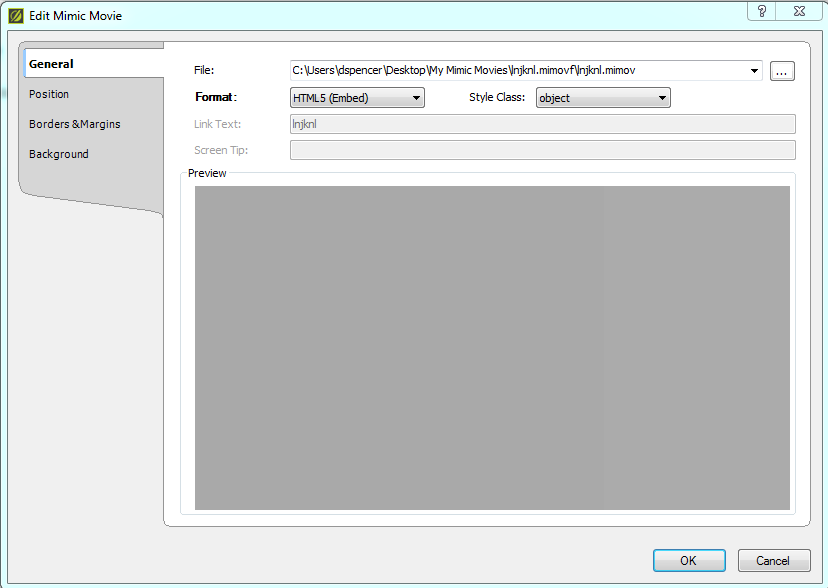 Edit Mimic Movie
?
General
Position
Borders &Margins
Background
File: C:\Users\dspencer\Desktop\My Mimic Movies\lnjknl.mimovf\lnjknl.mimov ...
Format: HTML5 (Embed) Style Class: object
Link Text: lnjknl
Screen Tip:
Preview
OK Cancel